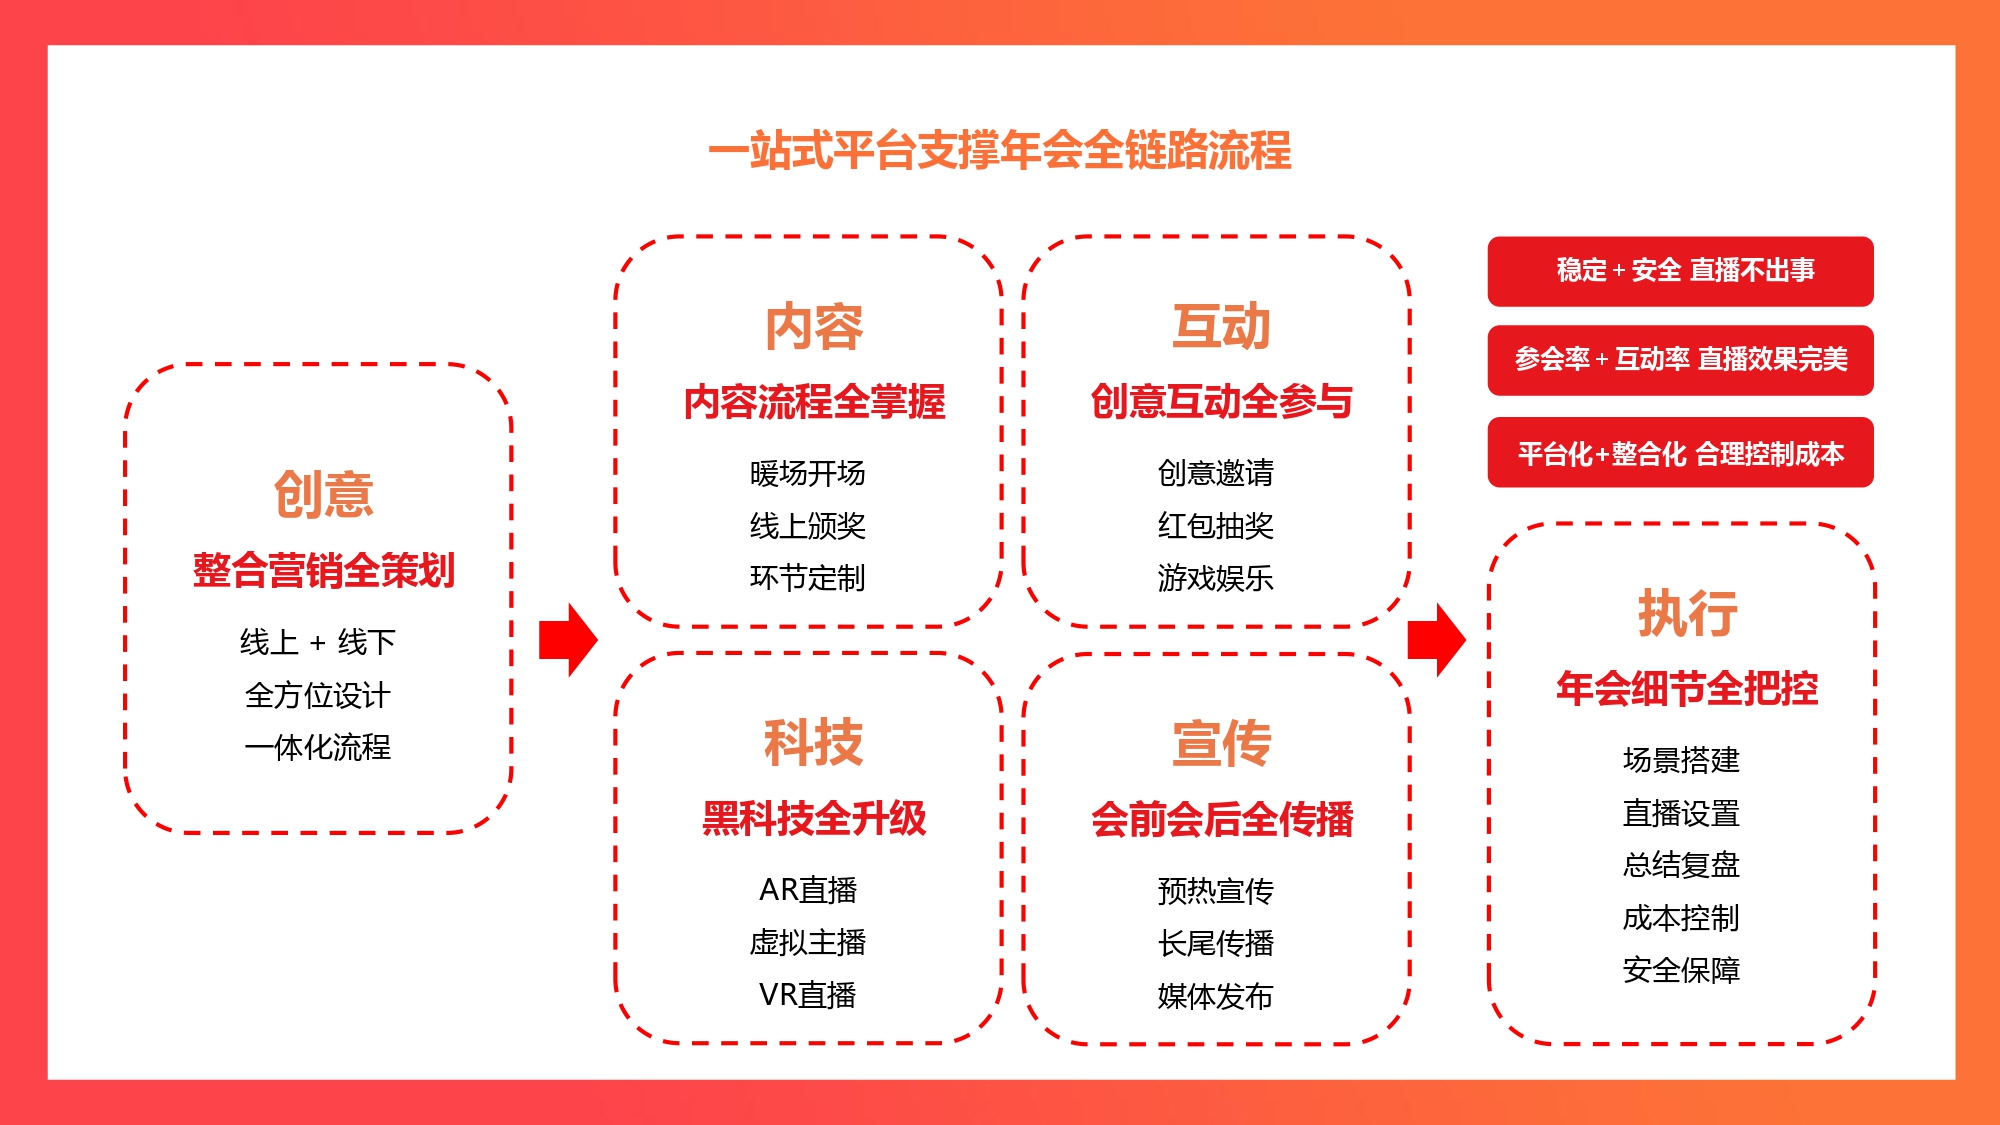 一站式平台支撑年会全链路流程
创意
整合营销全策划
线上 + 线下
全方位设计
一体化流程
内容
内容流程全掌握
暖场开场
线上颁奖
环节定制
互动
创意互动全参与
创意邀请
红包抽奖
游戏娱乐
科技
黑科技全升级
AR直播
虚拟主播
VR直播
宣传
会前会后全传播
预热宣传
长尾传播
媒体发布
稳定+安全 直播不出事
参会率+互动率 直播效果完美
平台化+整合化 合理控制成本
执行
年会细节全把控
场景搭建
直播设置
总结复盘
成本控制
安全保障